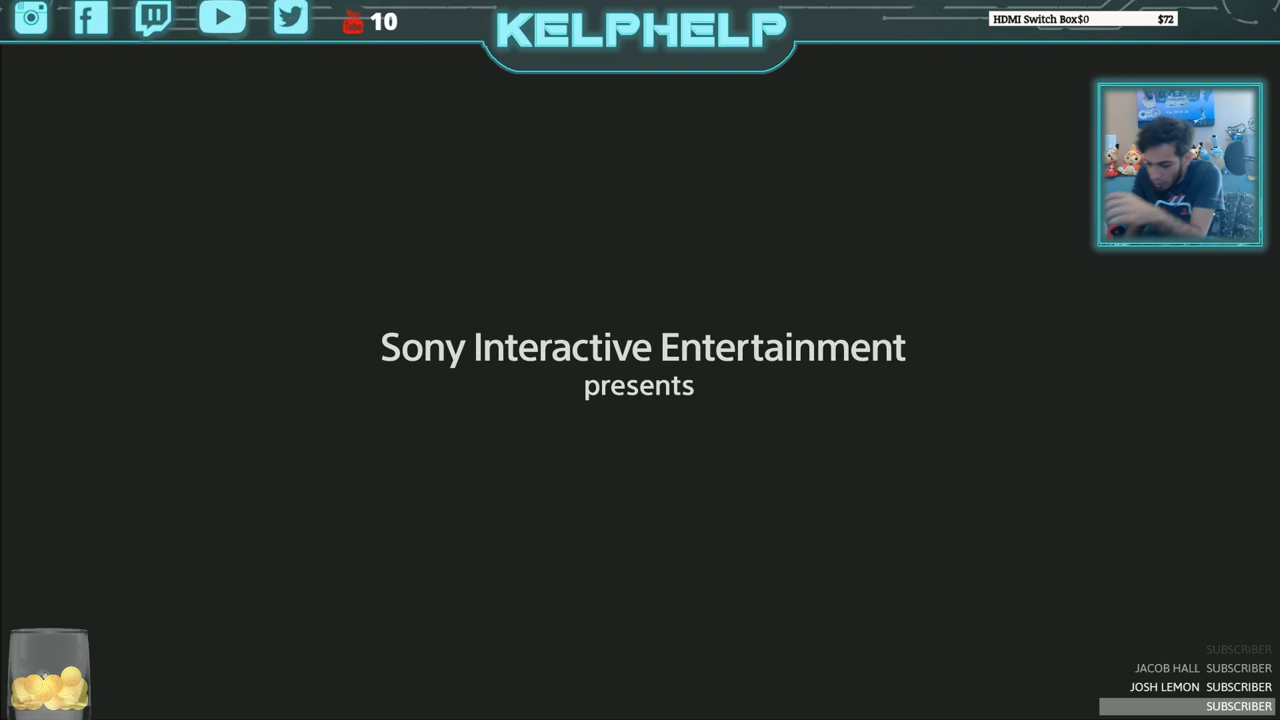 10
KELPHELP
HDMI Switch Box$0 $72
Sony Interactive Entertainment
presents
SUBSCRIBER
JACOB HALL SUBSCRIBER
JOSH LEMON SUBSCRIBER
SUBSCRIBER